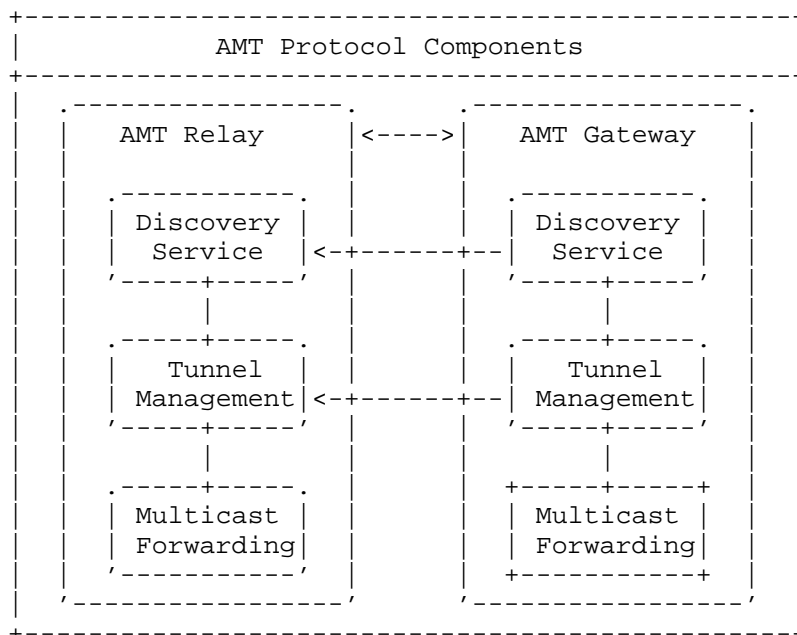 AMT Protocol Components
AMT Relay <----> AMT Gateway
Discovery Discovery
Service Service
Tunnel Tunnel
Management Management
Multicast Multicast
Forwarding Forwarding